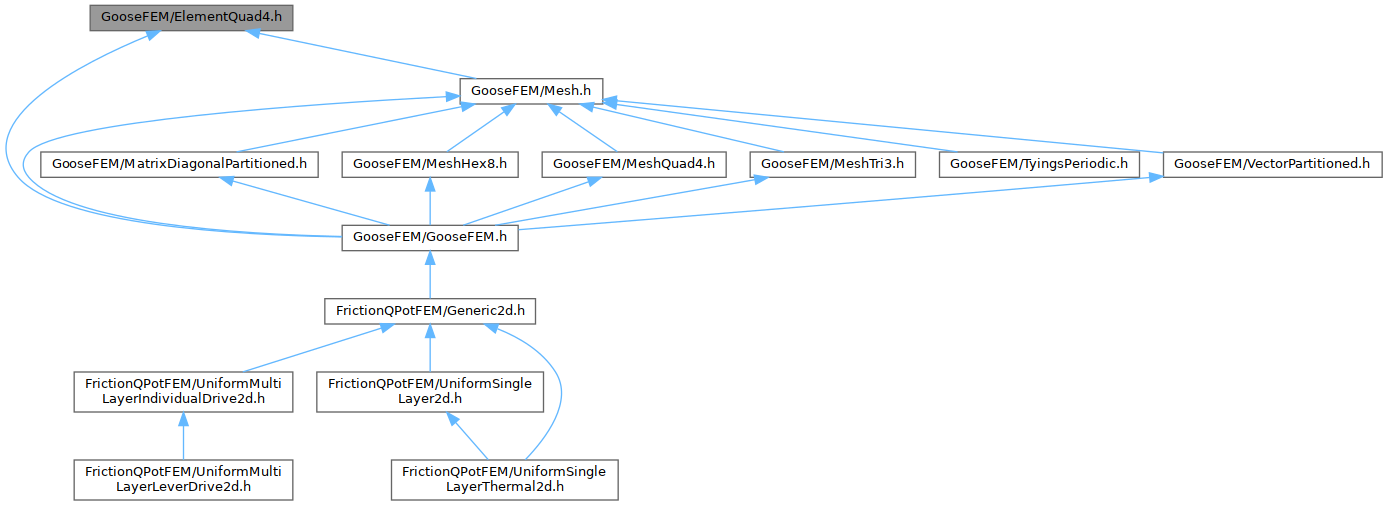 GooseFEM/ElementQuad4.h
GooseFEM/Mesh.h
GooseFEM/MatrixDiagonalPartitioned.h
GooseFEM/MeshHex8.h
GooseFEM/MeshQuad4.h
GooseFEM/MeshTri3.h
GooseFEM/TyingsPeriodic.h
GooseFEM/VectorPartitioned.h
GooseFEM/GooseFEM.h
FrictionQPotFEM/Generic2d.h
FrictionQPotFEM/UniformMulti
LayerIndividualDrive2d.h
FrictionQPotFEM/UniformSingle
Layer2d.h
FrictionQPotFEM/UniformMulti
LayerLeverDrive2d.h
FrictionQPotFEM/UniformSingle
LayerThermal2d.h